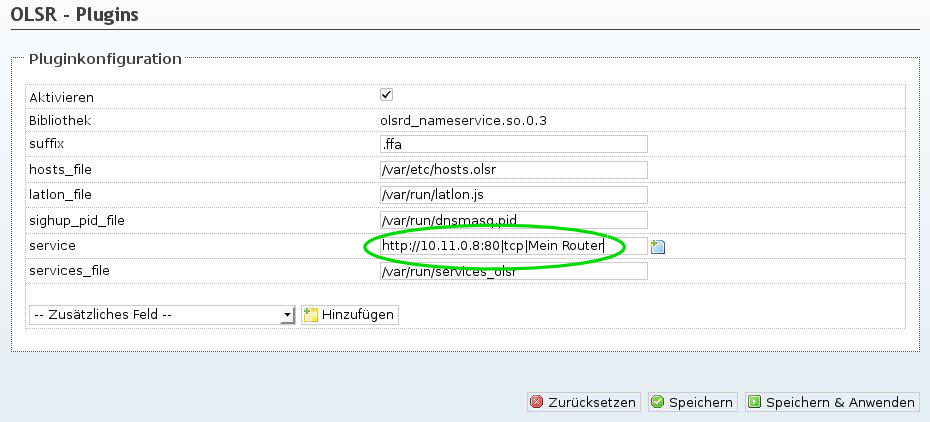 OLSR - Plugins
Pluginkonfiguration
Aktivieren
Bibliothek olsrd_nameservice.so.0.3
suffix .ffa
hosts_file /var/etc/hosts.olsr
latlon_file /var/run/latlon.js
sighup_pid_file /var/run/dnsmasq.pid
service http://10.11.0.8:80|tcp|Mein Router
services_file /var/run/services_olsr
-- Zusätzliches Feld -- Hinzufügen
Zurücksetzen Speichern Speichern & Anwenden